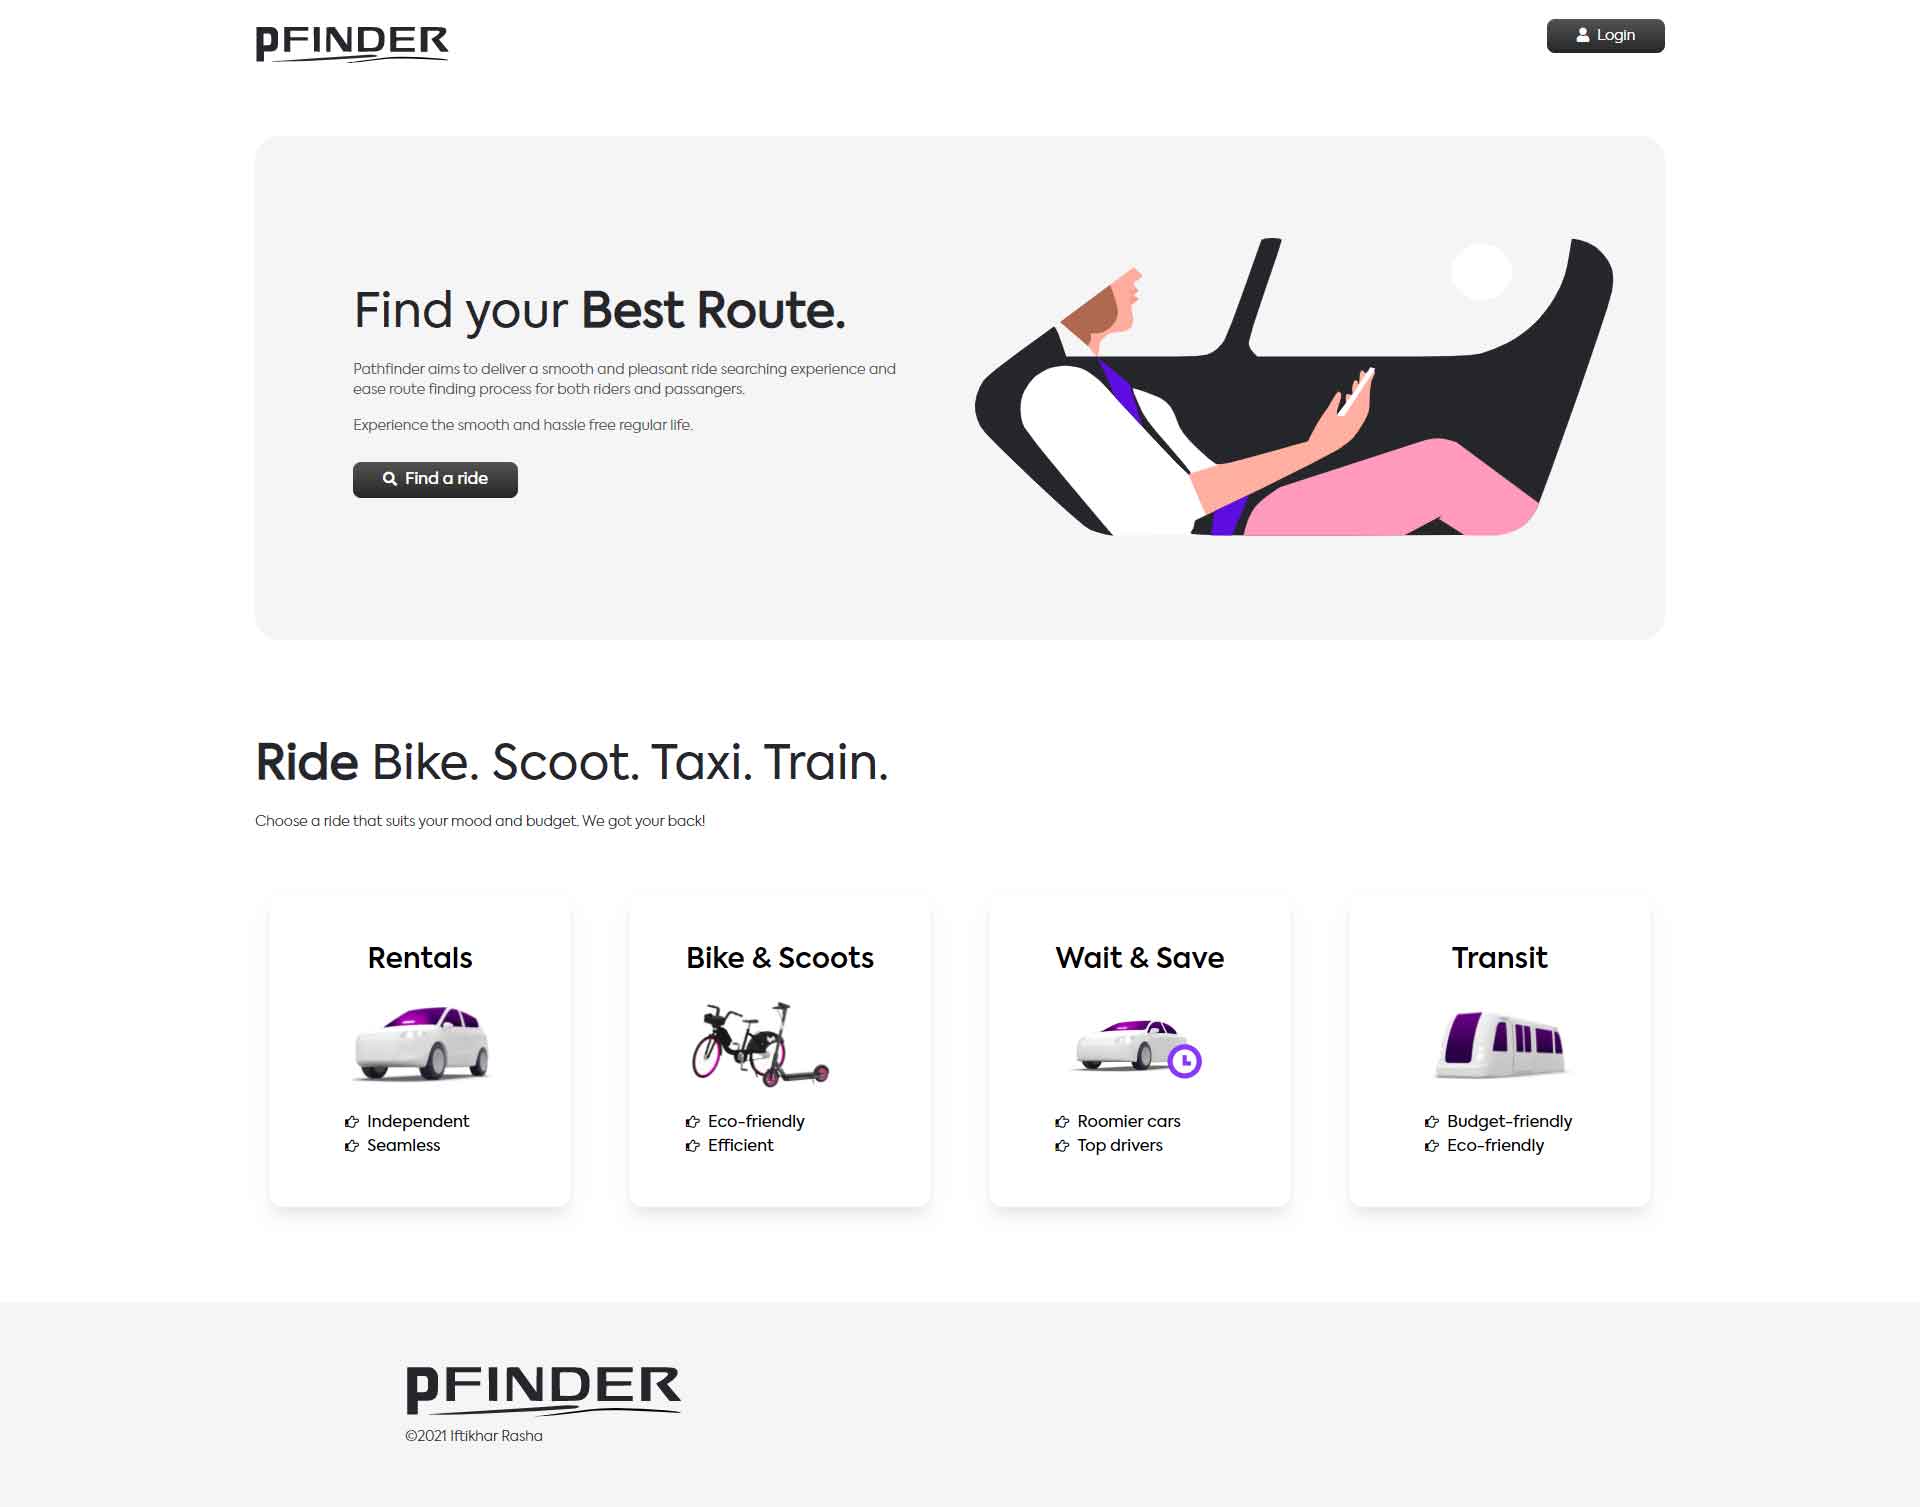 PFINDER
Login
Find your Best Route.
Pathfinder aims to deliver a smooth and pleasant ride searching experience and
ease route finding process for both riders and passangers.
Experience the smooth and hassle free regular life.
Find a ride
Ride Bike. Scoot. Taxi. Train.
Choose a ride that suits your mood and budget. We got your back!
Rentals
Independent
Seamless
Bike & Scoots
Eco-friendly
Efficient
Wait & Save
Roomier cars
Top drivers
Transit
Budget-friendly
Eco-friendly
PFINDER
©2021 Iftikhar Rasha